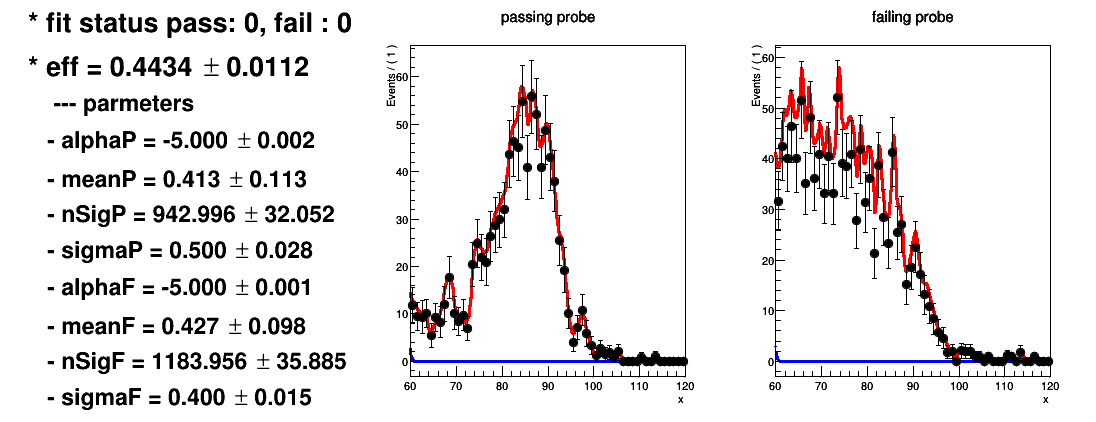 * fit status pass: 0, fail : 0
* eff = 0.4434 ± 0.0112
--- parmeters
- alphaP = -5.000 ± 0.002
- meanP = 0.413 ± 0.113
- nSigP = 942.996 ± 32.052
- sigmaP = 0.500 ± 0.028
- alphaF = -5.000 ± 0.001
- meanF = 0.427 ± 0.098
- nSigF = 1183.956 ± 35.885
- sigmaF = 0.400 ± 0.015
passing probe
Events / ( 1 )
60
50
40
30
20
10
0
60 70 80 90 100 110 120
x
failing probe
Events / ( 1 )
60
50
40
30
20
10
0
60 70 80 90 100 110 120
x